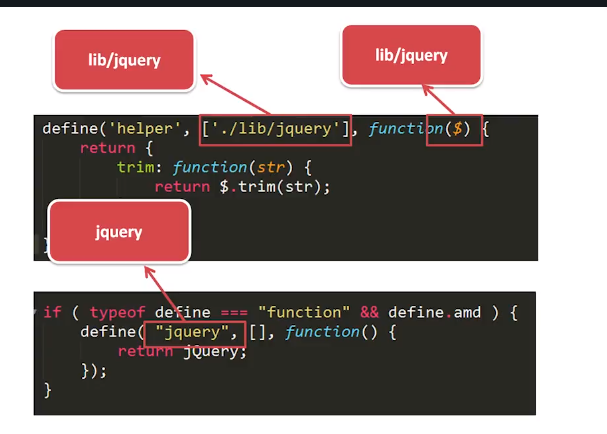 lib/jquery
lib/jquery
define('helper', ['./lib/jquery'], function($) {
return {
trim: function(str) {
return $.trim(str);
jquery
}
if ( typeof define === "function" && define.amd ) {
define( "jquery", [], function() {
return jQuery;
});
}